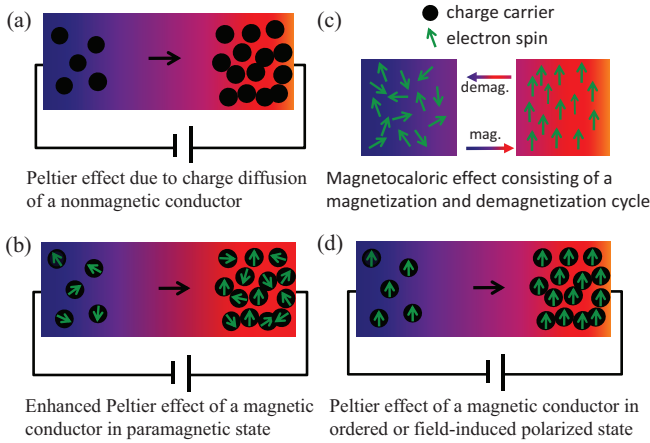 (a)
Peltier effect due to charge diffusion
of a nonmagnetic conductor
(c)
charge carrier
electron spin
demag.
mag.
Magnetocaloric effect consisting of a
magnetization and demagnetization cycle
(b)
Enhanced Peltier effect of a magnetic
conductor in paramagnetic state
(d)
Peltier effect of a magnetic conductor in
ordered or field-induced polarized state